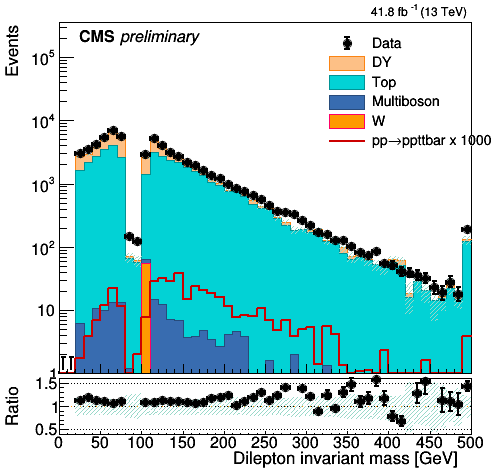 41.8 fb⁻¹ (13 TeV)
CMS preliminary
Events
Data
DY
Top
Multiboson
W
pp→ppttbar x 1000
10⁵
10⁴
10³
10²
10
1
Ratio
1.5
1
0.5
0 50 100 150 200 250 300 350 400 450 500
Dilepton invariant mass [GeV]